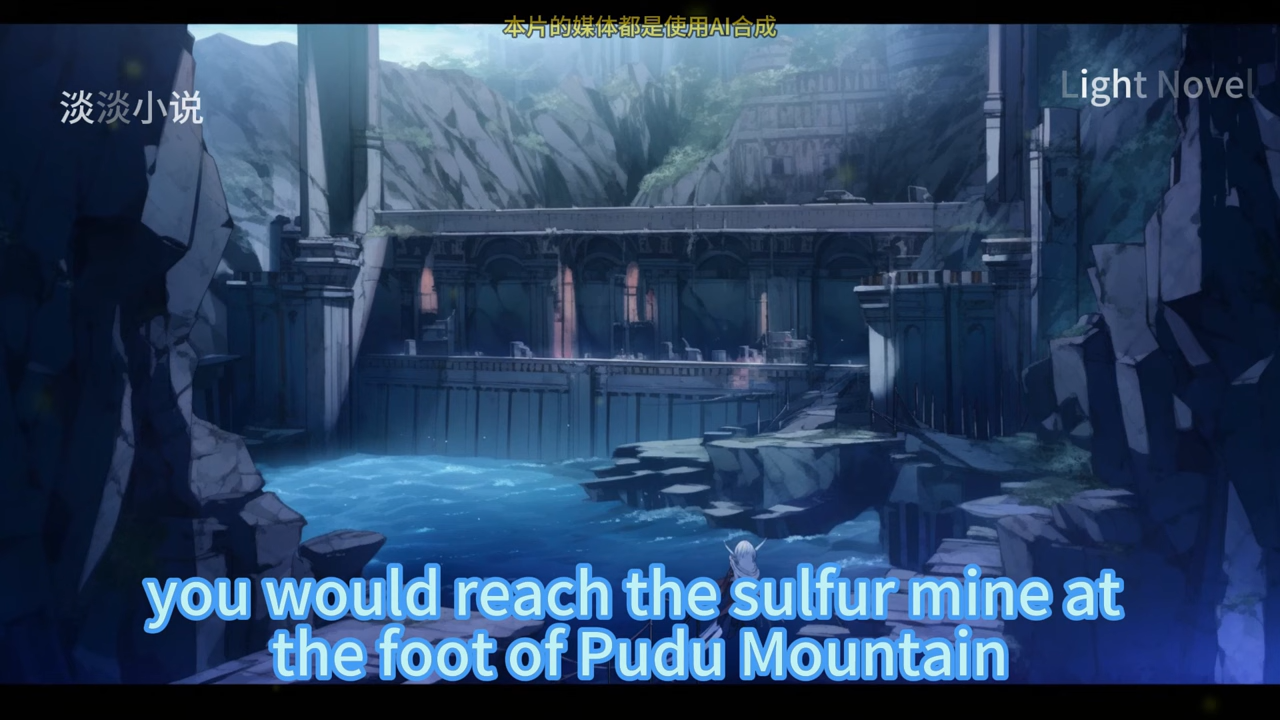 本片的媒体都是使用AI合成
淡淡小说
Light Novel
you would reach the sulfur mine at
the foot of Pudu Mountain